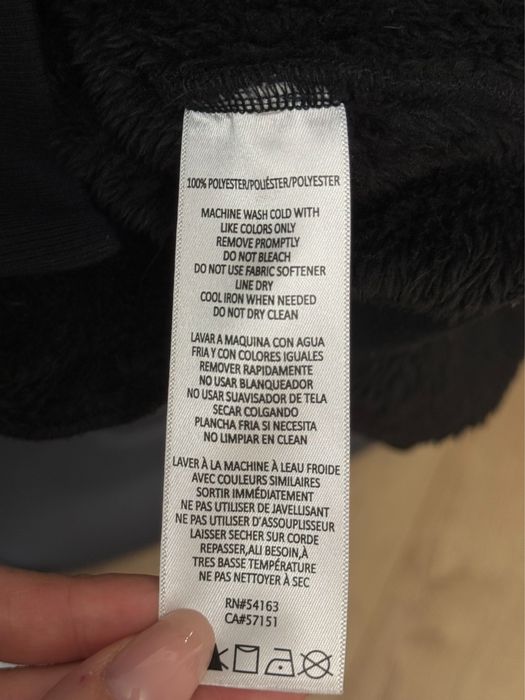 100% POLYESTER/POLIÉSTER/POLYESTER
MACHINE WASH COLD WITH
LIKE COLORS ONLY
REMOVE PROMPTLY
DO NOT BLEACH
DO NOT USE FABRIC SOFTENER
LINE DRY
COOL IRON WHEN NEEDED
DO NOT DRY CLEAN
LAVAR A MAQUINA CON AGUA
FRIA Y CON COLORES IGUALES
REMOVER RAPIDAMENTE
NO USAR BLANQUEADOR
NO USAR SUAVISADOR DE TELA
SECAR COLGANDO
PLANCHA FRIA SI NECESITA
NO LIMPIAR EN CLEAN
LAVER À LA MACHINE À LEAU FROIDE
AVEC COULEURS SIMILAIRES
SORTIR IMMÉDIATEMENT
NE PAS UTILISER DE JAVELLISANT
NE PAS UTILISER D'ASSOUPLISSEUR
LAISSER SECHER SUR CORDE
REPASSER,ALI BESOIN,À
TRES BASSE TEMPÉRATURE
NE PAS NETTOYER À SEC
RN#54163
CA#57151